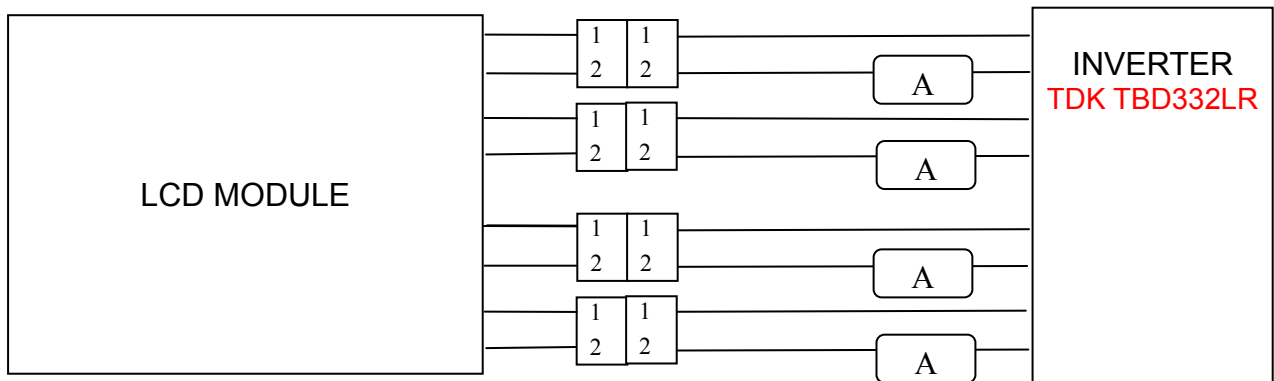 1 1
2 2
A
INVERTER
TDK TBD332LR
1 1
2 2
A
LCD MODULE
1 1
2 2
A
1 1
2 2
A